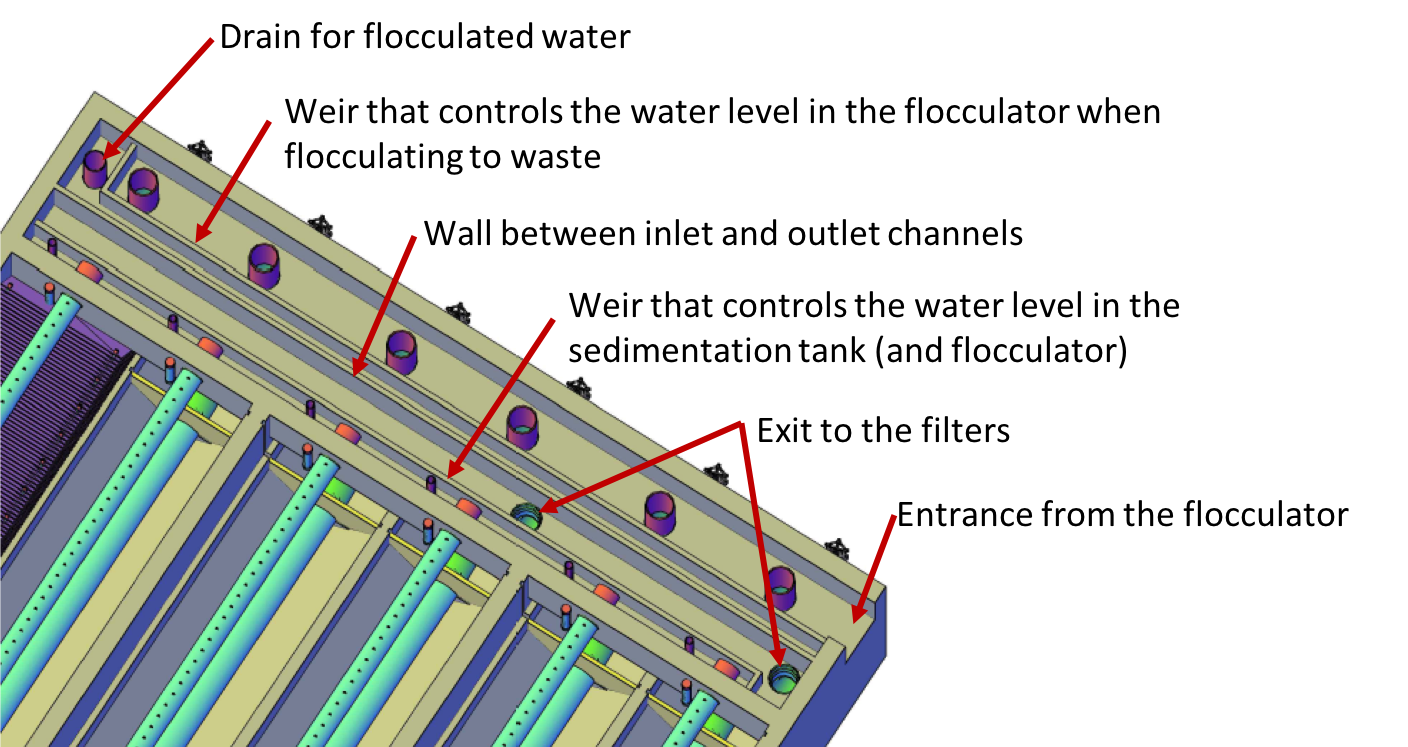 Drain for flocculated water
Weir that controls the water level in the flocculator when
flocculating to waste
Wall between inlet and outlet channels
Weir that controls the water level in the
sedimentation tank (and flocculator)
Exit to the filters
Entrance from the flocculator